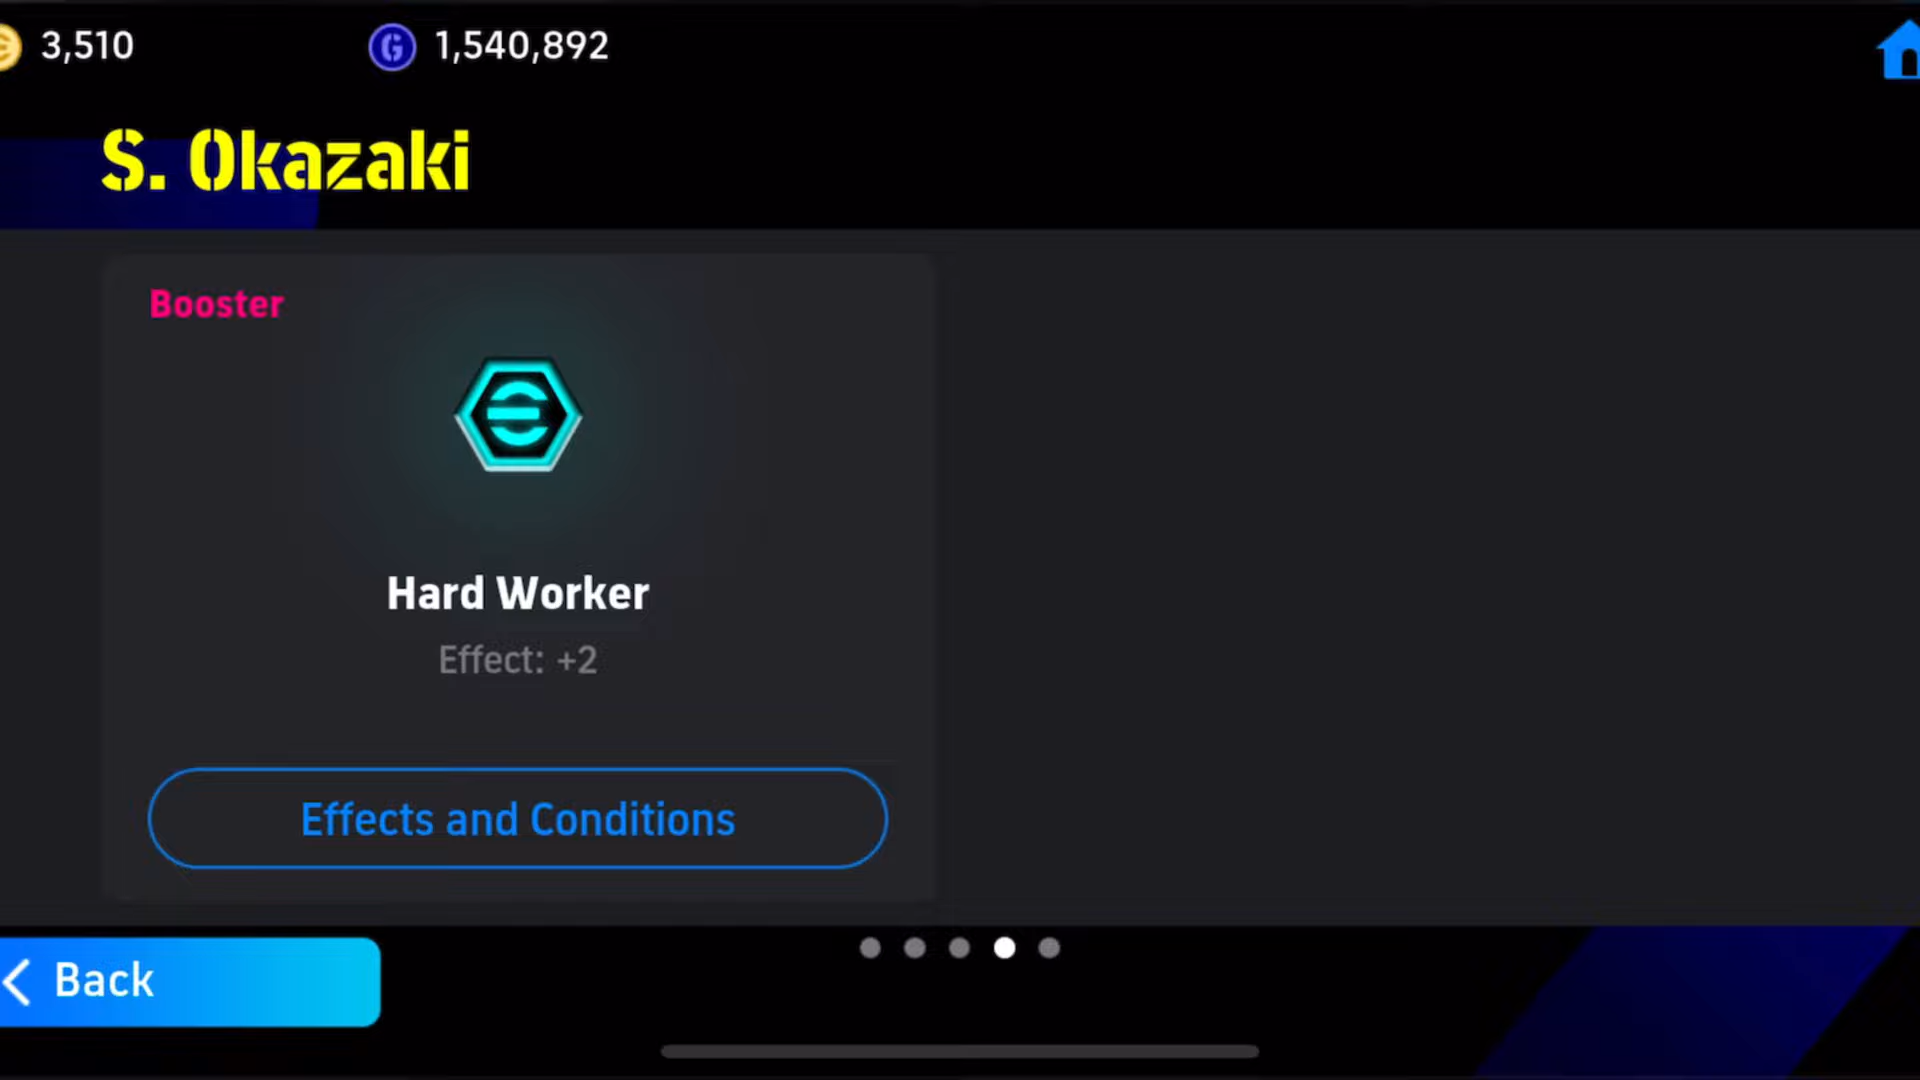 3,510
1,540,892
S. Okazaki
Booster
Hard Worker
Effect: +2
Effects and Conditions
Back